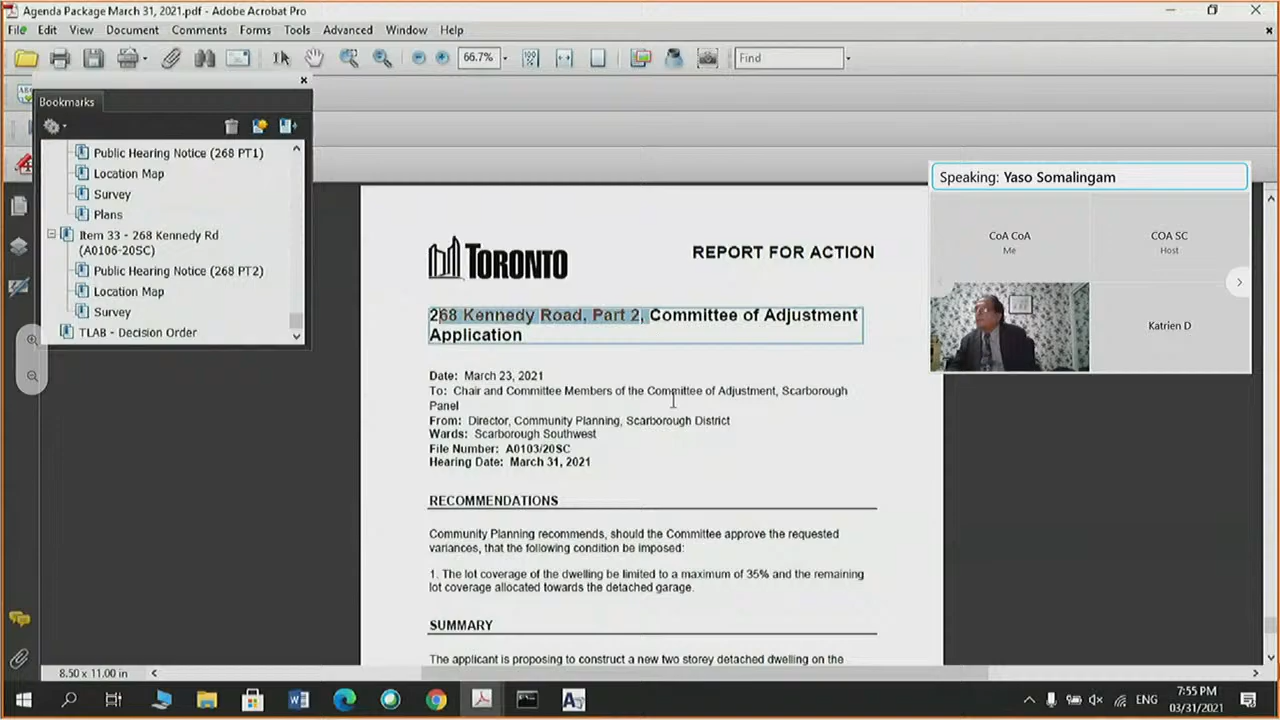 Agenda Package March 31, 2021.pdf - Adobe Acrobat Pro
File Edit View Document Comments Forms Tools Advanced Window Help
66.7%
Find
Bookmarks
Public Hearing Notice (268 PT1)
Location Map
Survey
Plans
Item 33 - 268 Kennedy Rd
(A0106-20SC)
Public Hearing Notice (268 PT2)
Location Map
Survey
TLAB - Decision Order
Speaking: Yaso Somalingam
CoA CoA
Me
COA SC
Host
Katrien D
TORONTO
REPORT FOR ACTION
268 Kennedy Road, Part 2, Committee of Adjustment
Application
Date: March 23, 2021
To: Chair and Committee Members of the Committee of Adjustment, Scarborough
Panel
From: Director, Community Planning, Scarborough District
Wards: Scarborough Southwest
File Number: A0103/20SC
Hearing Date: March 31, 2021
RECOMMENDATIONS
Community Planning recommends, should the Committee approve the requested
variances, that the following condition be imposed:
1. The lot coverage of the dwelling be limited to a maximum of 35% and the remaining
lot coverage allocated towards the detached garage.
SUMMARY
The applicant is proposing to construct a new two storey detached dwelling on the
8.50 x 11.00 in
ENG
7:55 PM
03/31/2021